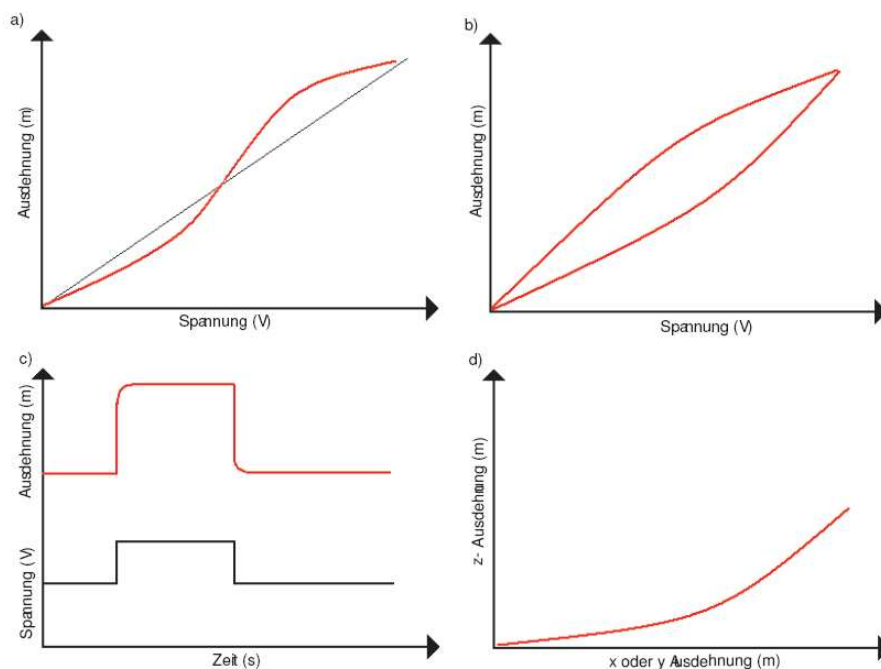 a)
Ausdehnung (m)
Spannung (V)
b)
Ausdehnung (m)
Spannung (V)
c)
Ausdehnung (m)
Spannung (V)
Zeit (s)
d)
z- Ausdehnung (m)
x oder y Ausdehnung (m)